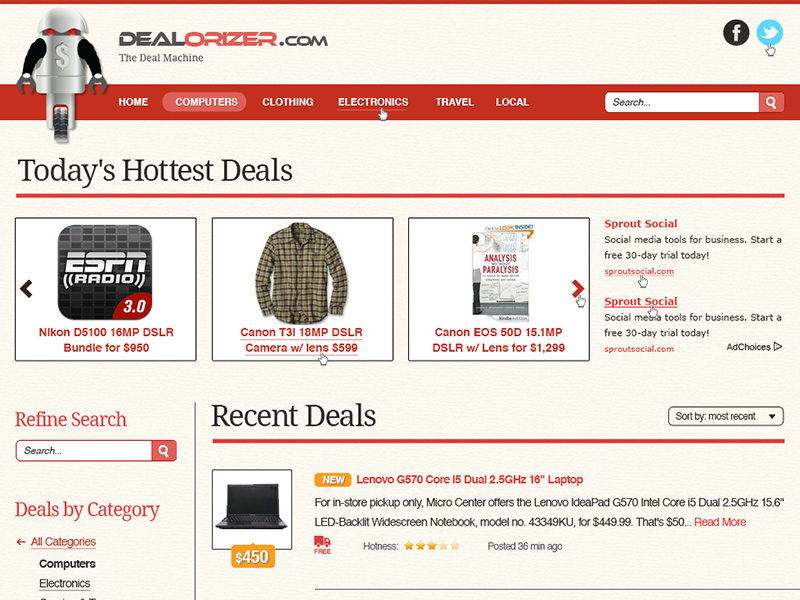 DEALORIZER.COM
The Deal Machine
$
f
HOME COMPUTERS CLOTHING ELECTRONICS TRAVEL LOCAL
Search...
Today's Hottest Deals
ESPN
((RADIO))
3.0
Nikon D5100 16MP DSLR
Bundle for $950
Canon T3I 18MP DSLR
Camera w/ lens $599
Click to LOOK INSIDE!
ANALYSIS
WITHOUT
PARALYSIS
kindle edition
Canon EOS 50D 15.1MP
DSLR w/ Lens for $1,299
Sprout Social
Social media tools for business. Start a
free 30-day trial today!
sproutsocial.com
Sprout Social
Social media tools for business. Start a
free 30-day trial today!
sproutsocial.com
AdChoices
Refine Search
Search...
Deals by Category
All Categories
Computers
Electronics
Recent Deals
Sort by: most recent
$450
NEW Lenovo G570 Core I5 Dual 2.5GHz 16" Laptop
For in-store pickup only, Micro Center offers the Lenovo IdeaPad G570 Intel Core i5 Dual 2.5GHz 15.6"
LED-Backlit Widescreen Notebook, model no. 43349KU, for $449.99. That's $50... Read More
FREE
Hotness:
Posted 36 min ago